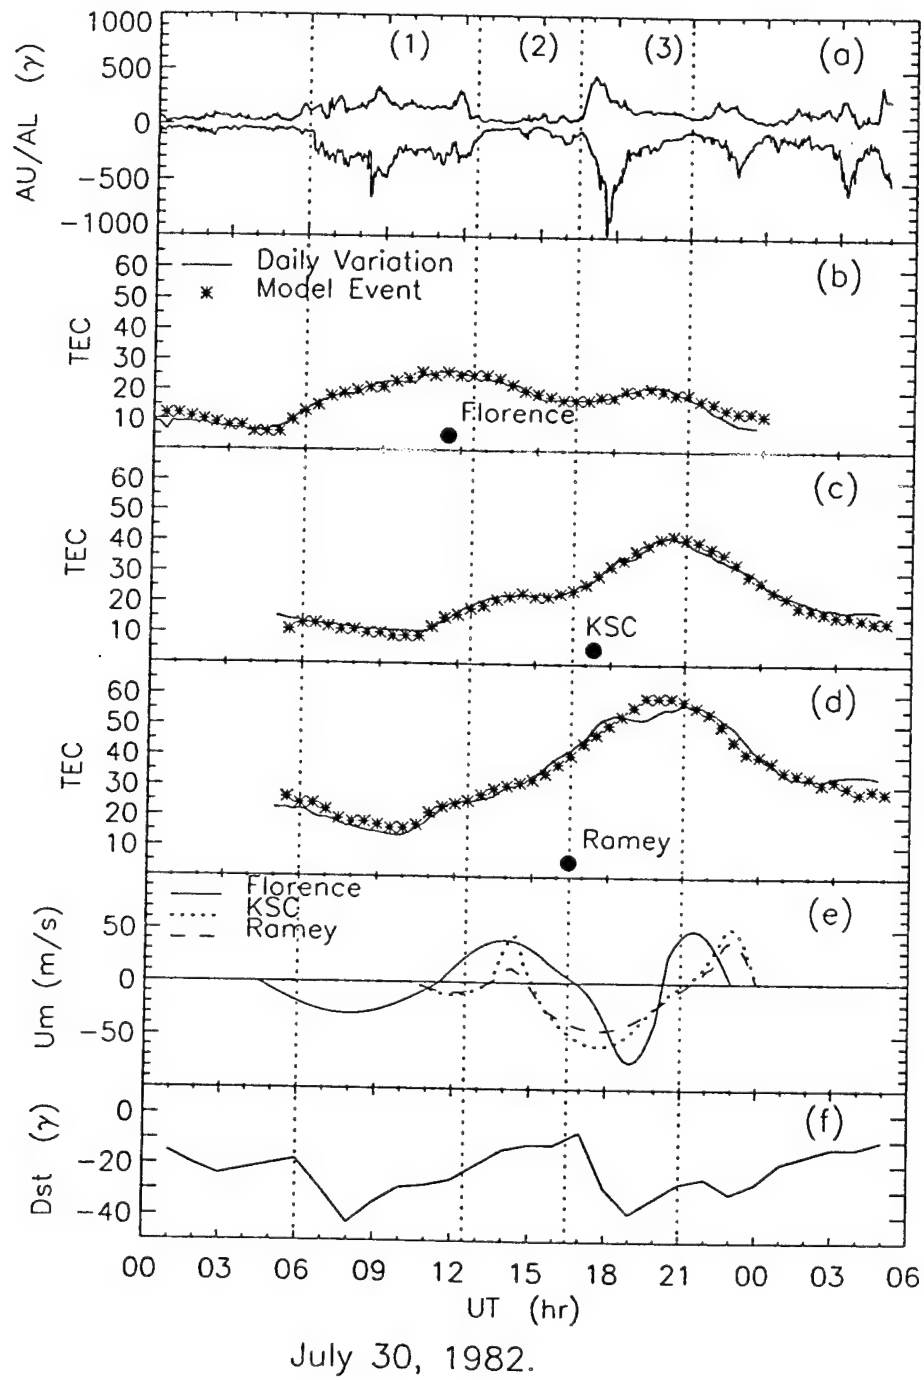 1000
500
0
-500
-1000
AU/AL (γ)
(1)
(2)
(3)
(a)
60
50
40
30
20
10
TEC
Daily Variation
Model Event
(b)
Florence
60
50
40
30
20
10
TEC
(c)
KSC
60
50
40
30
20
10
TEC
(d)
Ramey
50
0
-50
Um (m/s)
Florence
KSC
Ramey
(e)
0
-20
-40
Dst (γ)
(f)
00 03 06 09 12 15 18 21 00 03 06
UT (hr)
July 30, 1982.